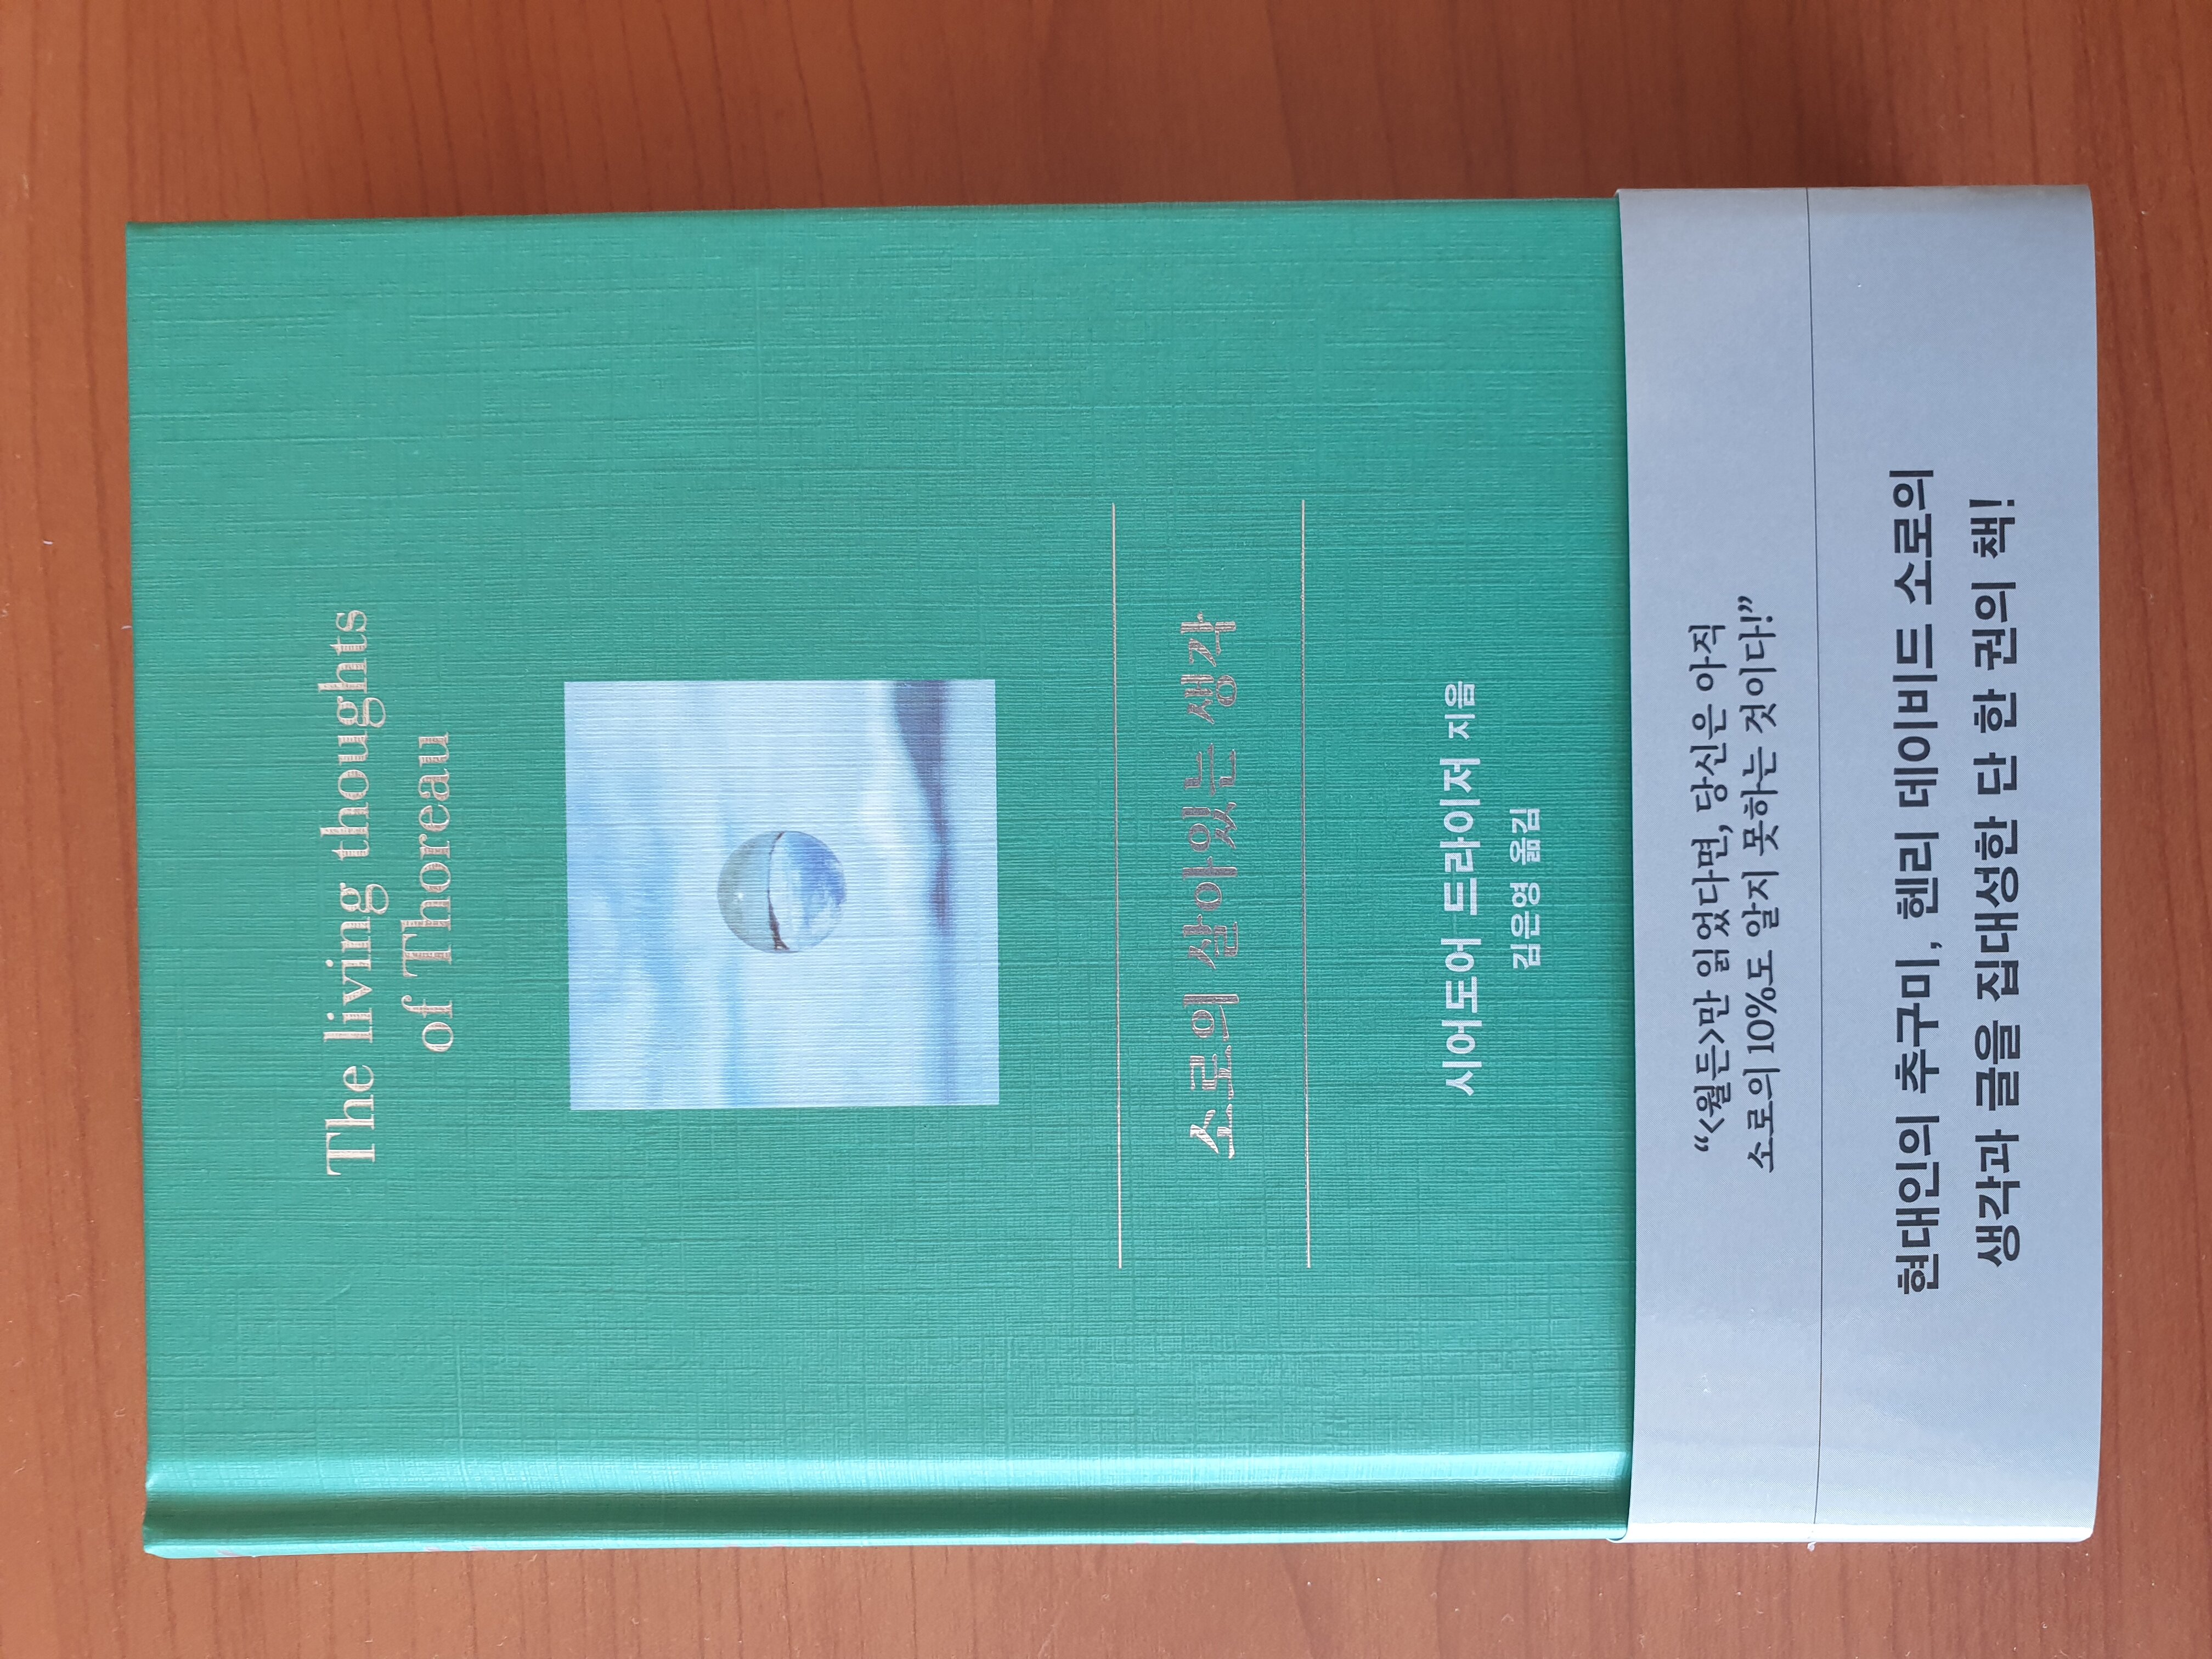 The living thoughts
of Thoreau
소로의 살아있는 생각
시어도어 드라이저 지음
김은영 옮김
“<월든>만 읽었다면, 당신은 아직
소로의 10%도 알지 못하는 것이다!”
현대인의 추구미, 헨리 데이비드 소로의
생각과 글을 집대성한 단 한 권의 책!